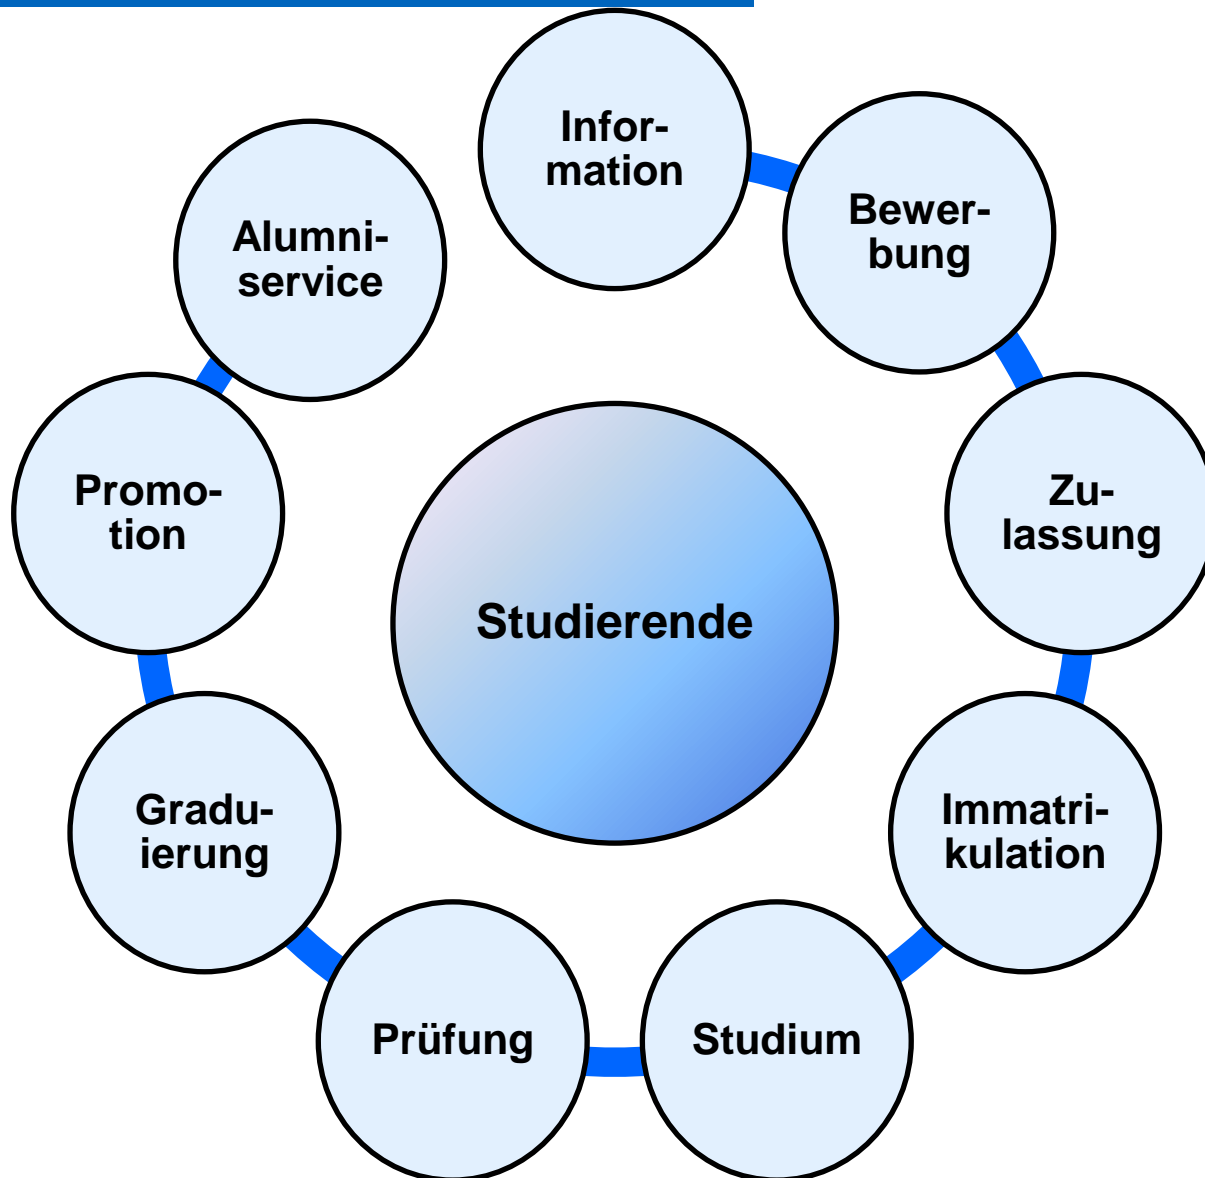 Infor-
mation
Bewer-
bung
Zu-
lassung
Immatri-
kulation
Studium
Prüfung
Gradu-
ierung
Promo-
tion
Alumni-
service
Studierende